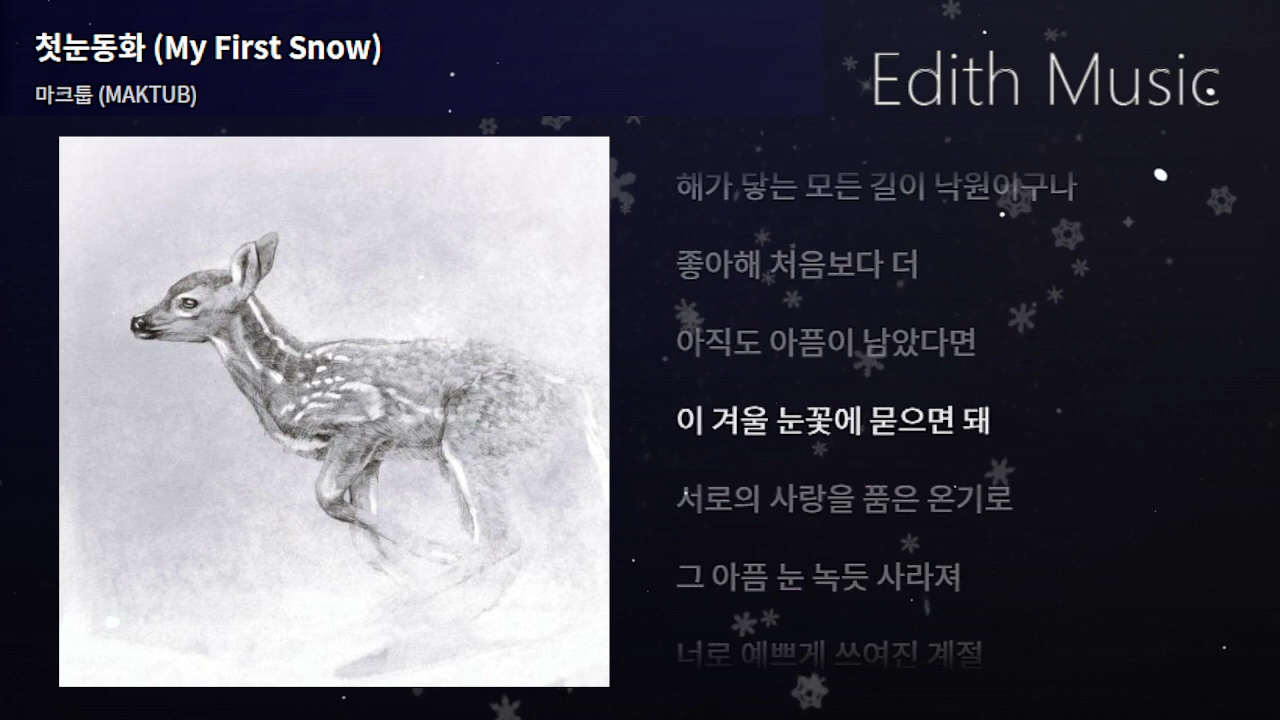 첫눈동화 (My First Snow)
마크툽 (MAKTUB)
Edith Music
해가 닿는 모든 길이 낙원이구나
좋아해 처음보다 더
아직도 아픔이 남았다면
이 겨울 눈꽃에 묻으면 돼
서로의 사랑을 품은 온기로
그 아픔 눈 녹듯 사라져
너로 예쁘게 쓰여진 계절